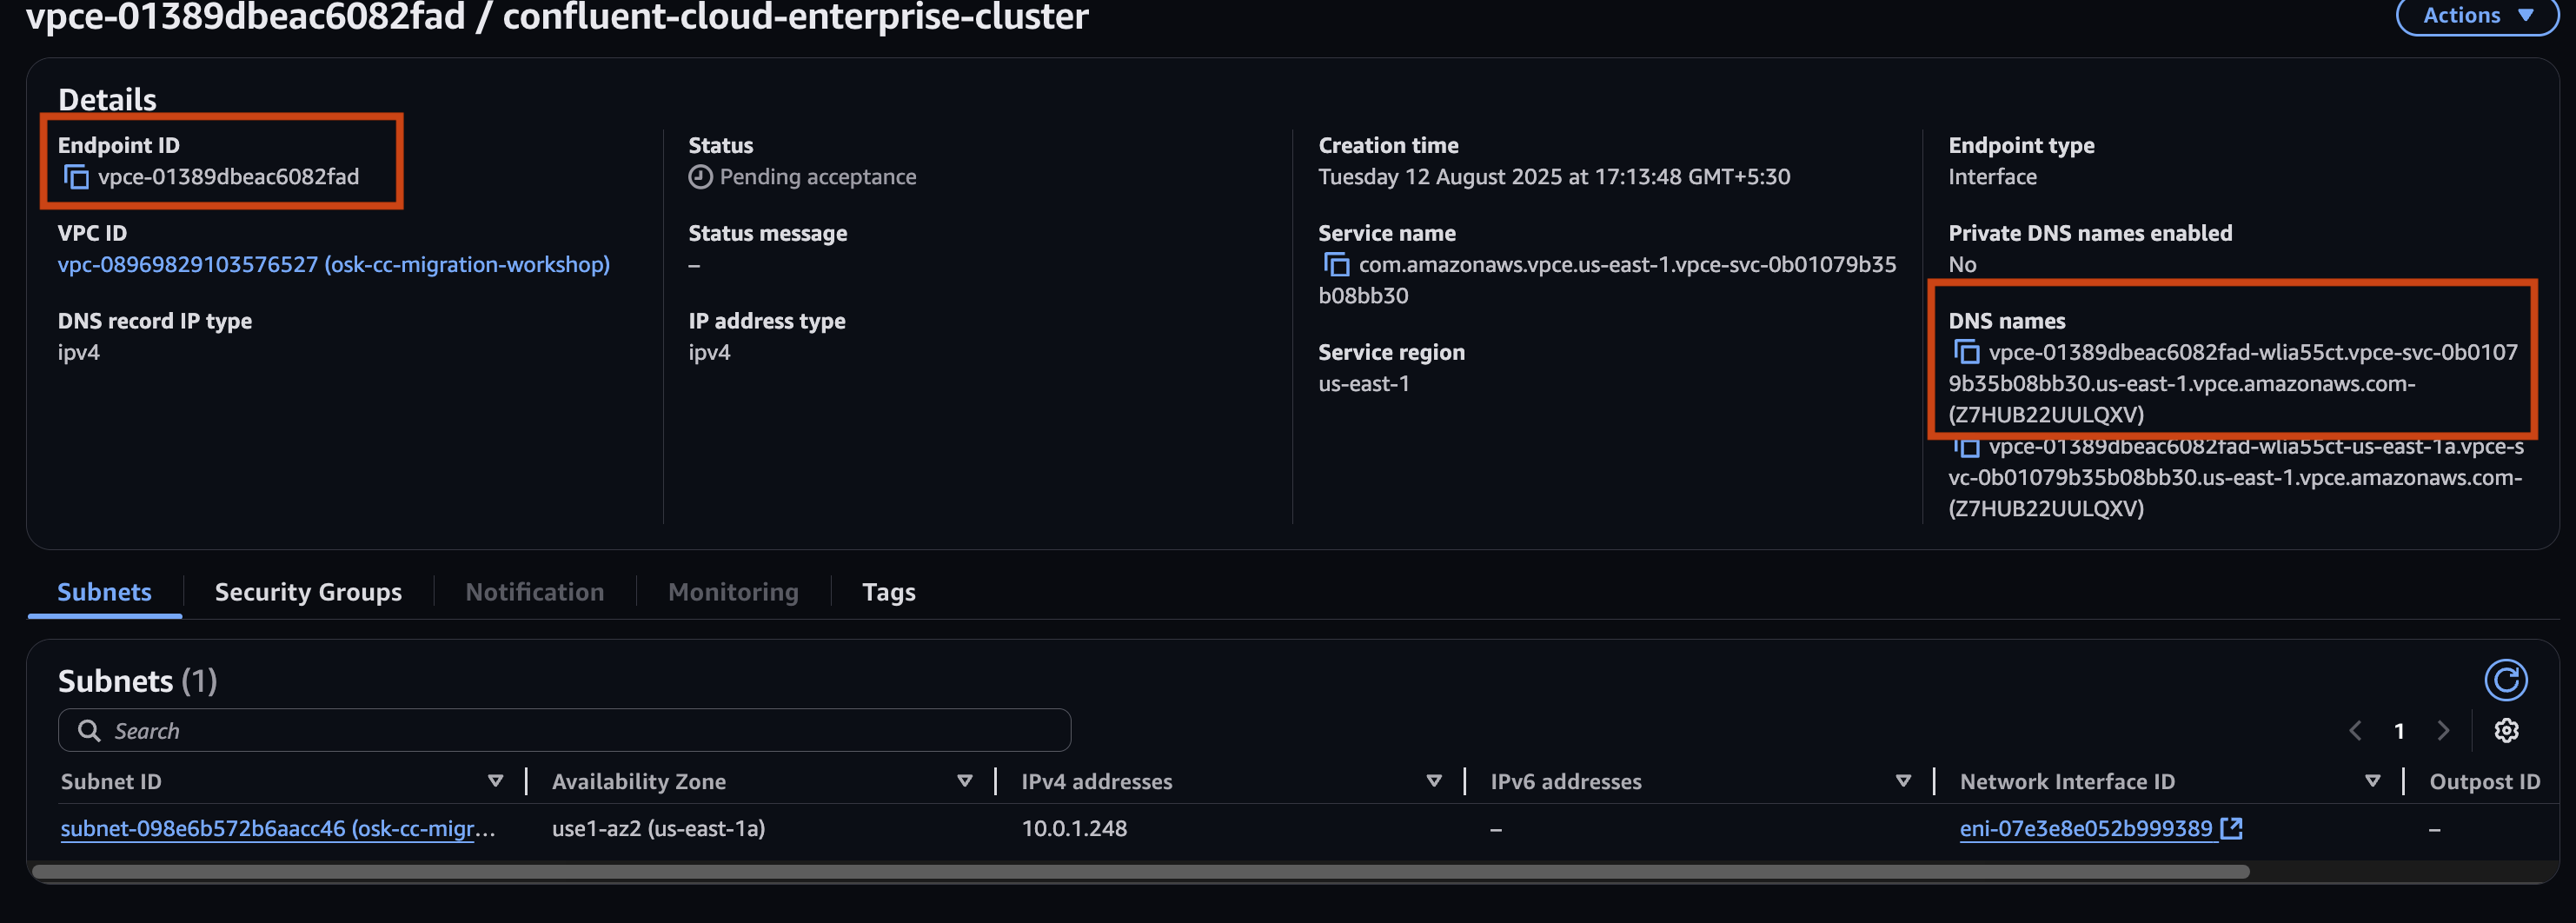 vpce-01389dbeac6082fad / confluent-cloud-enterprise-cluster
Actions
Details
Endpoint ID
vpce-01389dbeac6082fad
VPC ID
vpc-08969829103576527 (osk-cc-migration-workshop)
DNS record IP type
ipv4
Status
Pending acceptance
Status message
–
IP address type
ipv4
Creation time
Tuesday 12 August 2025 at 17:13:48 GMT+5:30
Service name
com.amazonaws.vpce.us-east-1.vpce-svc-0b01079b35
b08bb30
Service region
us-east-1
Endpoint type
Interface
Private DNS names enabled
No
DNS names
vpce-01389dbeac6082fad-wlia55ct.vpce-svc-0b0107
9b35b08bb30.us-east-1.vpce.amazonaws.com-
(Z7HUB22UULQXV)
vpce-01389dbeac6082fad-wlia55ct-us-east-1a.vpce-s
vc-0b01079b35b08bb30.us-east-1.vpce.amazonaws.com-
(Z7HUB22UULQXV)
Subnets
Security Groups
Notification
Monitoring
Tags
Subnets (1)
Search
1
Subnet ID
Availability Zone
IPv4 addresses
IPv6 addresses
Network Interface ID
Outpost ID
subnet-098e6b572b6aacc46 (osk-cc-migr...
use1-az2 (us-east-1a)
10.0.1.248
–
eni-07e3e8e052b999389
–